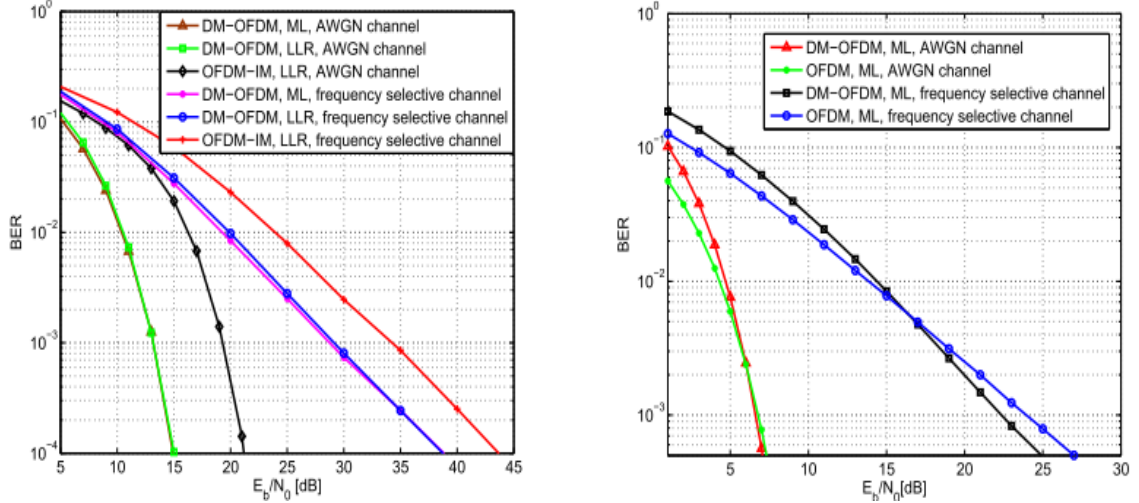 10^0
10^-1
10^-2
10^-3
10^-4
BER
5 10 15 20 25 30 35 40 45
E_b/N_0 [dB]
DM-OFDM, ML, AWGN channel
DM-OFDM, LLR, AWGN channel
OFDM-IM, LLR, AWGN channel
DM-OFDM, ML, frequency selective channel
DM-OFDM, LLR, frequency selective channel
OFDM-IM, LLR, frequency selective channel
10^0
10^-1
10^-2
10^-3
BER
5 10 15 20 25 30
E_b/N_0 [dB]
DM-OFDM, ML, AWGN channel
OFDM, ML, AWGN channel
DM-OFDM, ML, frequency selective channel
OFDM, ML, frequency selective channel